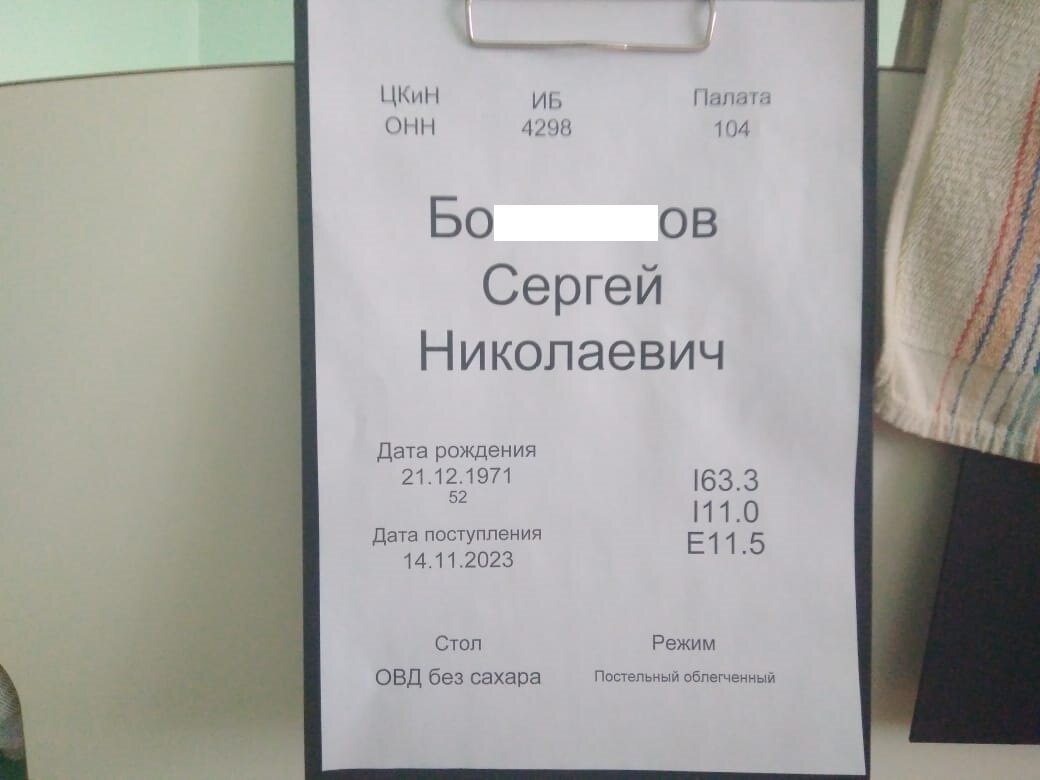 ЦКиН ИБ Палата
ОНН 4298 104
Бо ов
Сергей
Николаевич
Дата рождения
21.12.1971
52
Дата поступления
14.11.2023
I63.3
I11.0
E11.5
Стол Режим
ОВД без сахара Постельный облегченный